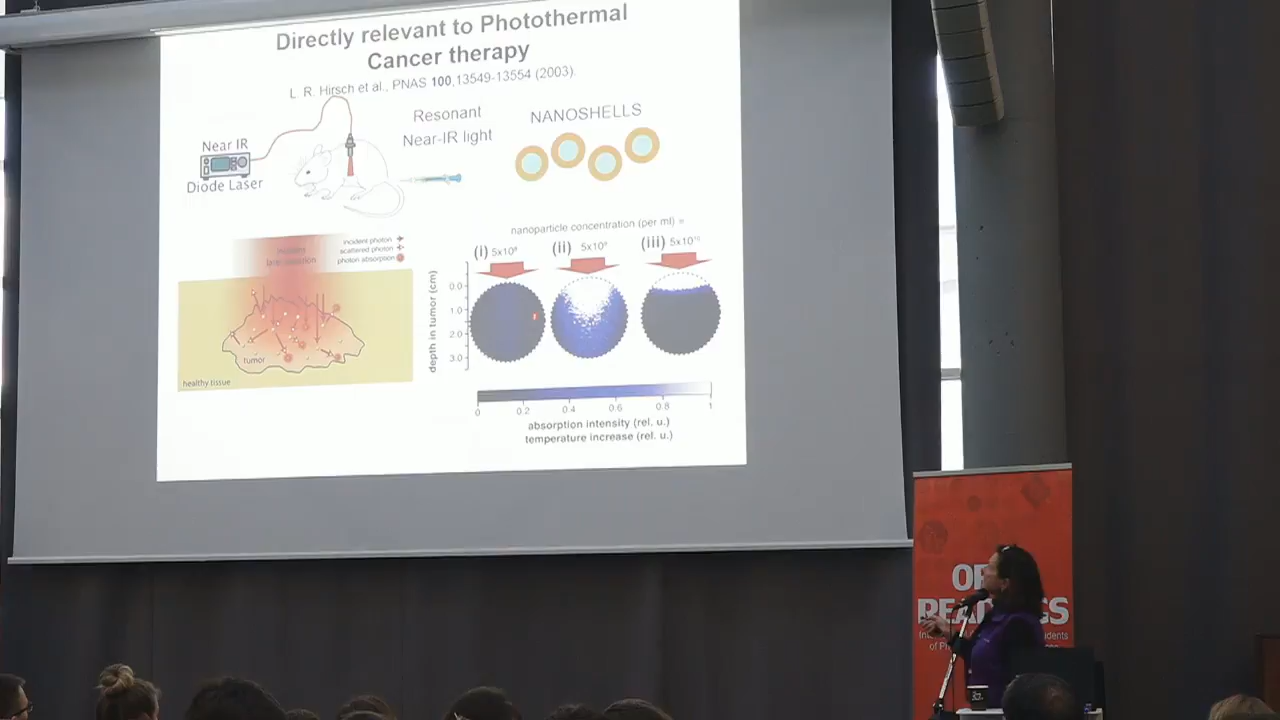 Directly relevant to Photothermal
Cancer therapy
L. R. Hirsch et al., PNAS 100,13549-13554 (2003).
Resonant
Near-IR light
NANOSHELLS
Near IR
Diode Laser
nanoparticle concentration (per ml) =
(i) 5x10⁸
(ii) 5x10⁹
(iii) 5x10¹⁰
incident photon
scattered photon
photon absorption
tumor
healthy tissue
depth in tumor (cm)
0.0
1.0
2.0
3.0
0 0.2 0.4 0.6 0.8 1
absorption intensity (rel. u.)
temperature increase (rel. u.)